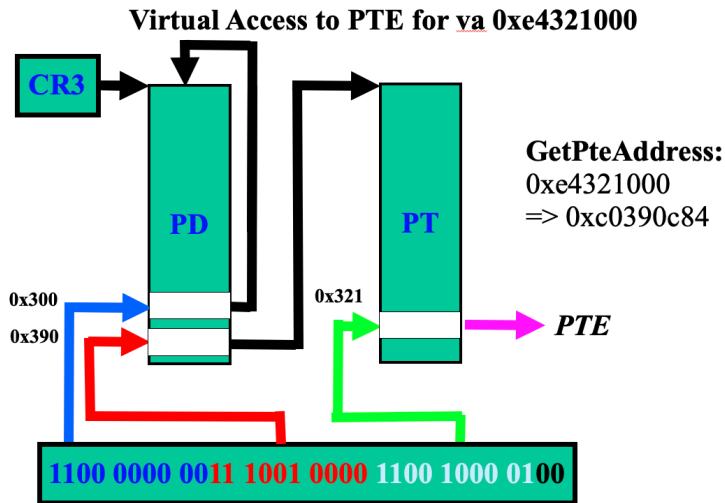 Virtual Access to PTE for va 0xe4321000
CR3
GetPteAddress:
0xe4321000
=> 0xc0390c84
PD
PT
0x300
0x321
0x390
PTE
1100 0000 0011 1001 0000 1100 1000 0100